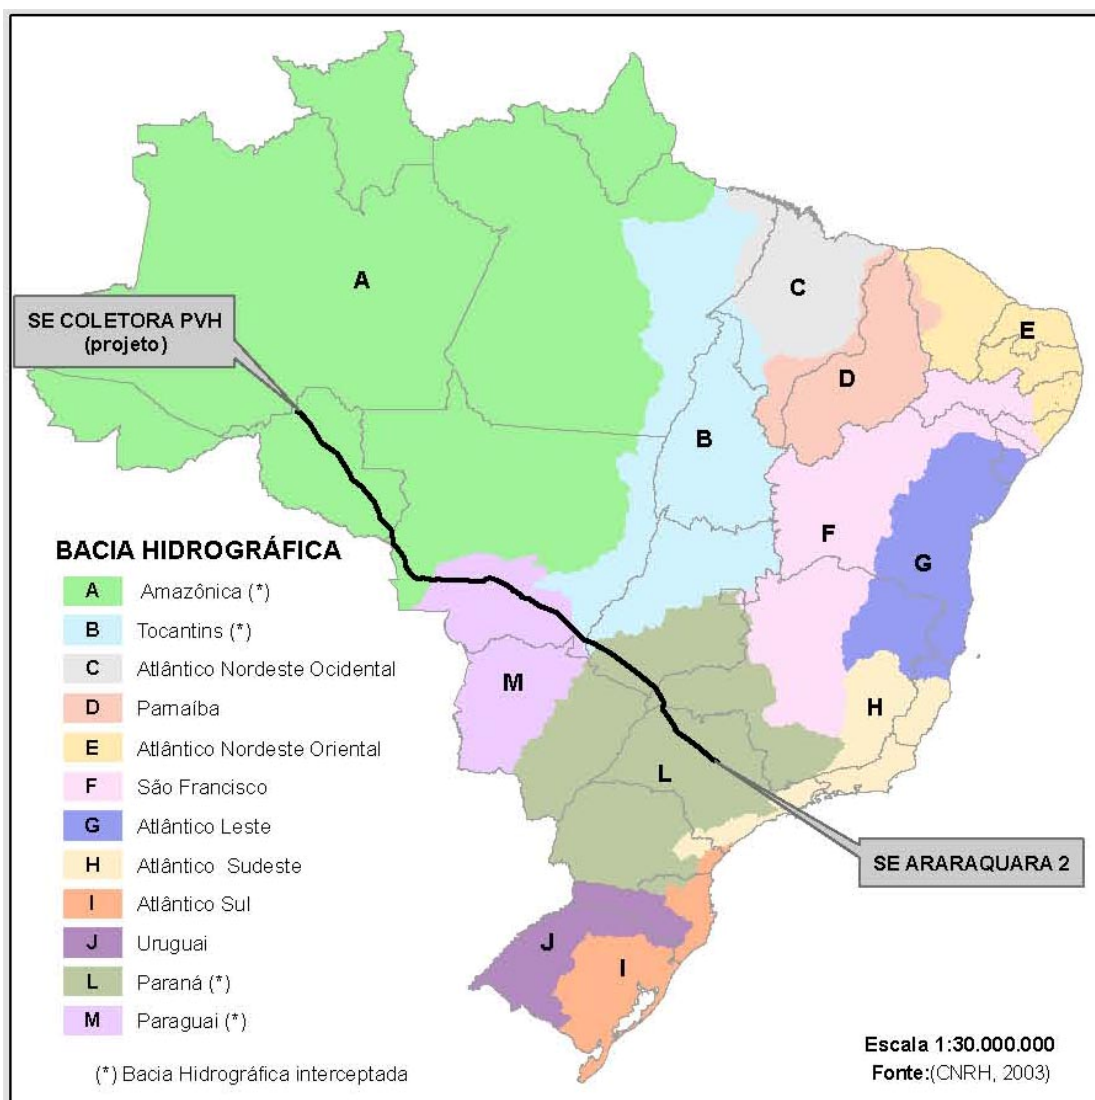 A
SE COLETORA PVH
(projeto)
C
E
D
B
F
G
M
H
L
SE ARARAQUARA 2
J
I
BACIA HIDROGRÁFICA
A Amazônica (*)
B Tocantins (*)
C Atlântico Nordeste Ocidental
D Parnaíba
E Atlântico Nordeste Oriental
F São Francisco
G Atlântico Leste
H Atlântico Sudeste
I Atlântico Sul
J Uruguai
L Paraná (*)
M Paraguai (*)
(*) Bacia Hidrográfica interceptada
Escala 1:30.000.000
Fonte:(CNRH, 2003)